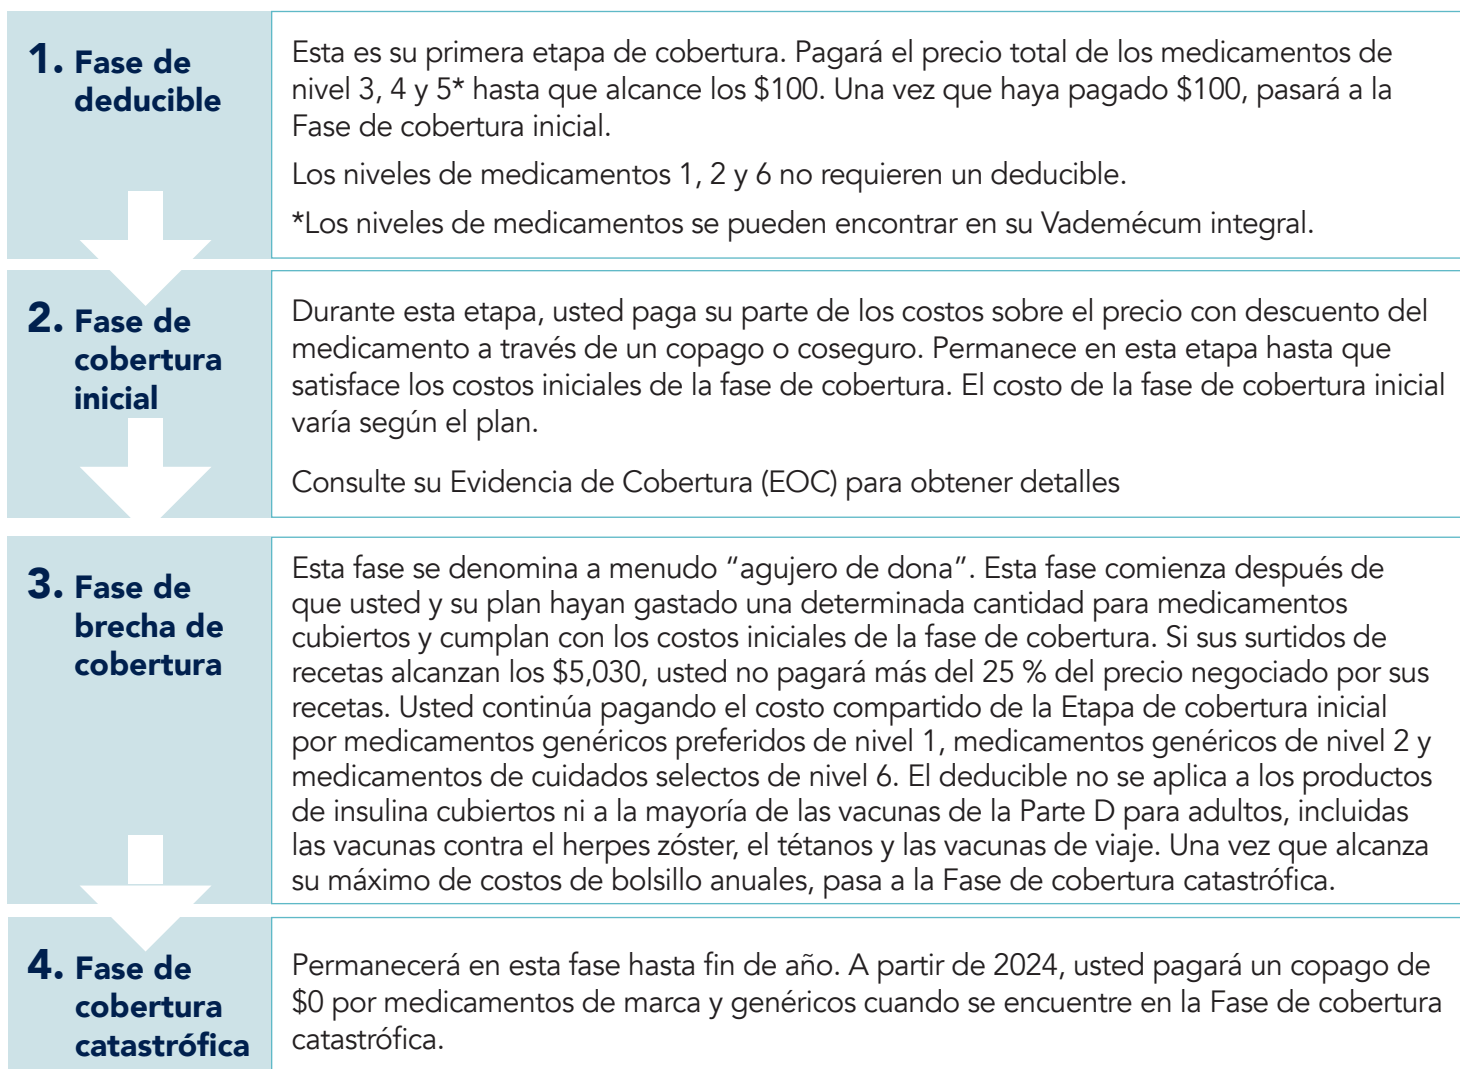 1. Fase de
deducible
Esta es su primera etapa de cobertura. Pagará el precio total de los medicamentos de
nivel 3, 4 y 5* hasta que alcance los $100. Una vez que haya pagado $100, pasará a la
Fase de cobertura inicial.
Los niveles de medicamentos 1, 2 y 6 no requieren un deducible.
*Los niveles de medicamentos se pueden encontrar en su Vademécum integral.
2. Fase de
cobertura
inicial
Durante esta etapa, usted paga su parte de los costos sobre el precio con descuento del
medicamento a través de un copago o coseguro. Permanece en esta etapa hasta que
satisface los costos iniciales de la fase de cobertura. El costo de la fase de cobertura inicial
varía según el plan.
Consulte su Evidencia de Cobertura (EOC) para obtener detalles
3. Fase de
brecha de
cobertura
Esta fase se denomina a menudo “agujero de dona”. Esta fase comienza después de
que usted y su plan hayan gastado una determinada cantidad para medicamentos
cubiertos y cumplan con los costos iniciales de la fase de cobertura. Si sus surtidos de
recetas alcanzan los $5,030, usted no pagará más del 25 % del precio negociado por sus
recetas. Usted continúa pagando el costo compartido de la Etapa de cobertura inicial
por medicamentos genéricos preferidos de nivel 1, medicamentos genéricos de nivel 2 y
medicamentos de cuidados selectos de nivel 6. El deducible no se aplica a los productos
de insulina cubiertos ni a la mayoría de las vacunas de la Parte D para adultos, incluidas
las vacunas contra el herpes zóster, el tétanos y las vacunas de viaje. Una vez que alcanza
su máximo de costos de bolsillo anuales, pasa a la Fase de cobertura catastrófica.
4. Fase de
cobertura
catastrófica
Permanecerá en esta fase hasta fin de año. A partir de 2024, usted pagará un copago de
$0 por medicamentos de marca y genéricos cuando se encuentre en la Fase de cobertura
catastrófica.